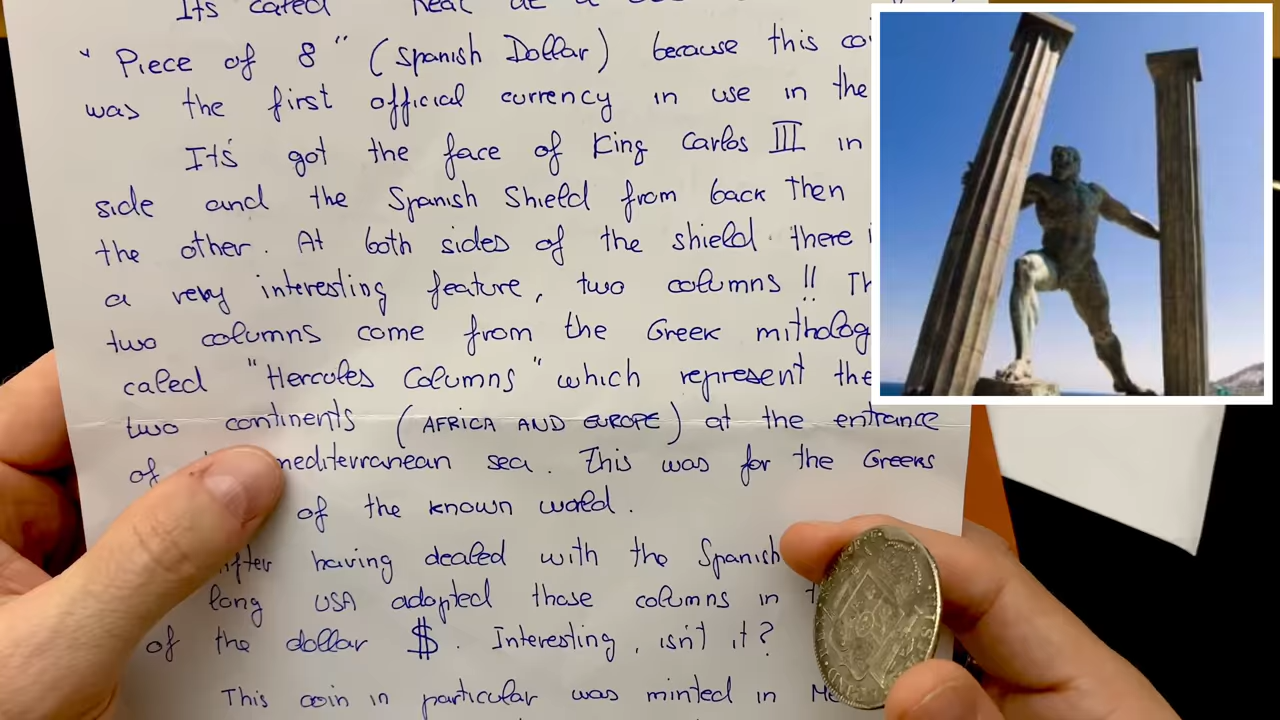 Its called "Real de a
"Piece of 8" (Spanish Dollar) because this
was the first official currency in use in the
It's got the face of King Carlos III in
side and the Spanish Shield from back then
the other. At both sides of the shield there
a very interesting feature, two columns!!
two columns come from the Greek
caled "Hercules Columns" which represent the
two continents (AFRICA AND EUROPE) at the entrance
of mediterranean sea. This was for the Greeks
of the known world.
having dealed with the Spanish
long USA adopted those columns in
of the dollar $. Interesting, isn't it?
This coin in particular was minted in